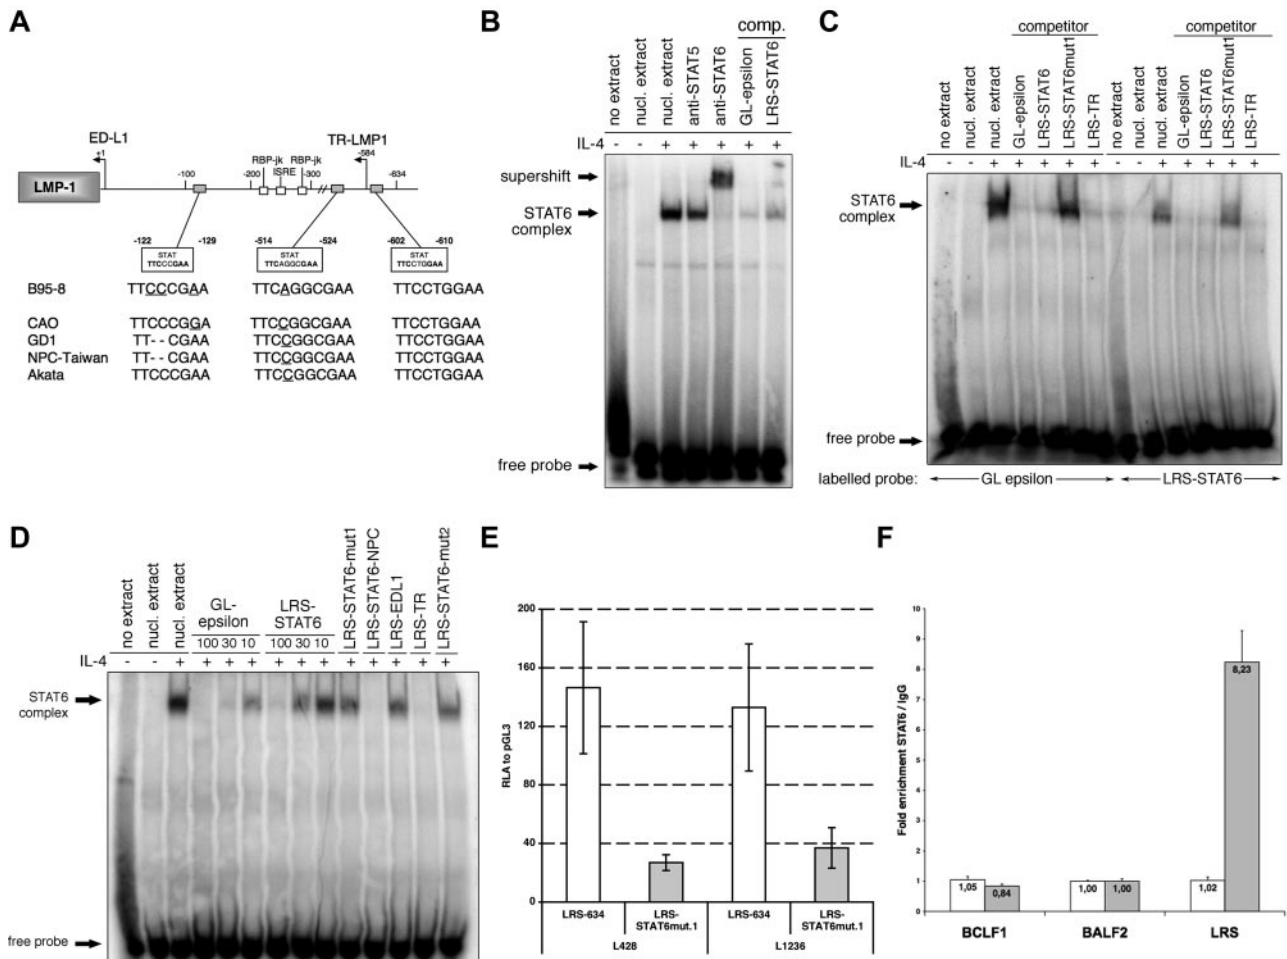 A
ED-L1
+1
LMP-1
-100
-200
RBP-jk
ISRE
RBP-jk
-300
TR-LMP1
-584
-634
-122
-129
STAT
TTCCCGAA
-514
-524
STAT
TTCAGGCGAA
-602
-610
STAT
TTCCTGGAA
B95-8 TTCCCGAA TTCAGGCGAA TTCCTGGAA
CAO TTCCCGGA TTCCGGCGAA TTCCTGGAA
GD1 TT--CGAA TTCCGGCGAA TTCCTGGAA
NPC-Taiwan TT--CGAA TTCCGGCGAA TTCCTGGAA
Akata TTCCCGAA TTCCGGCGAA TTCCTGGAA
B
comp.
no extract
nucl. extract
nucl. extract
anti-STAT5
anti-STAT6
GL-epsilon
LRS-STAT6
IL-4 - - + + + + +
supershift
STAT6
complex
free probe
C
competitor
competitor
no extract
nucl. extract
nucl. extract
GL-epsilon
LRS-STAT6
LRS-STAT6mut1
LRS-TR
no extract
nucl. extract
nucl. extract
GL-epsilon
LRS-STAT6
LRS-STAT6mut1
LRS-TR
IL-4 - - + + + + + - - + + + + +
STAT6
complex
free probe
labelled probe: GL epsilon LRS-STAT6
D
no extract
nucl. extract
nucl. extract
GL-
epsilon
100 30 10
LRS-
STAT6
100 30 10
LRS-STAT6-mut1
LRS-STAT6-NPC
LRS-EDL1
LRS-TR
LRS-STAT6-mut2
IL-4 - - + + + + + + + + + + + +
STAT6
complex
free probe
E
RLA to pGL3
200
160
120
80
40
0
LRS-634
LRS-
STAT6mut.1
LRS-634
LRS-
STAT6mut.1
L428
L1236
F
Fold enrichment STAT6 / IgG
10
9
8
7
6
5
4
3
2
1
0
1,05
0,84
1,00
1,00
1,02
8,23
BCLF1
BALF2
LRS